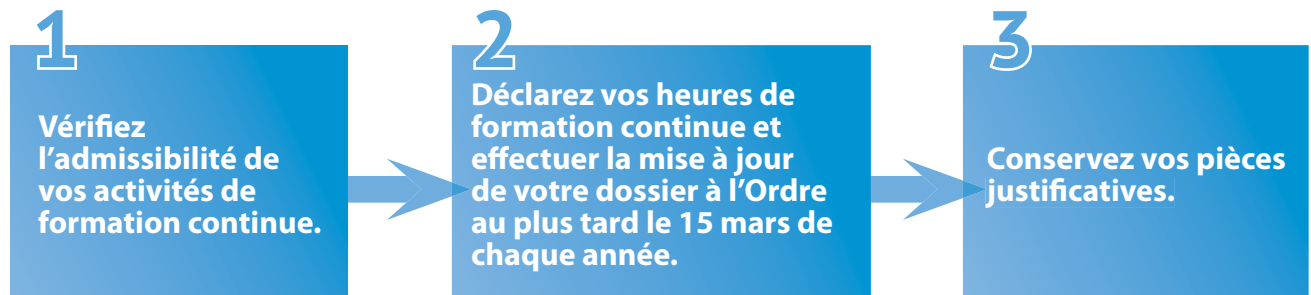 1
Vérifiez
l'admissibilité de
vos activités de
formation continue.
2
Déclarez vos heures de
formation continue et
effectuer la mise à jour
de votre dossier à l'Ordre
au plus tard le 15 mars de
chaque année.
3
Conservez vos pièces
justificatives.